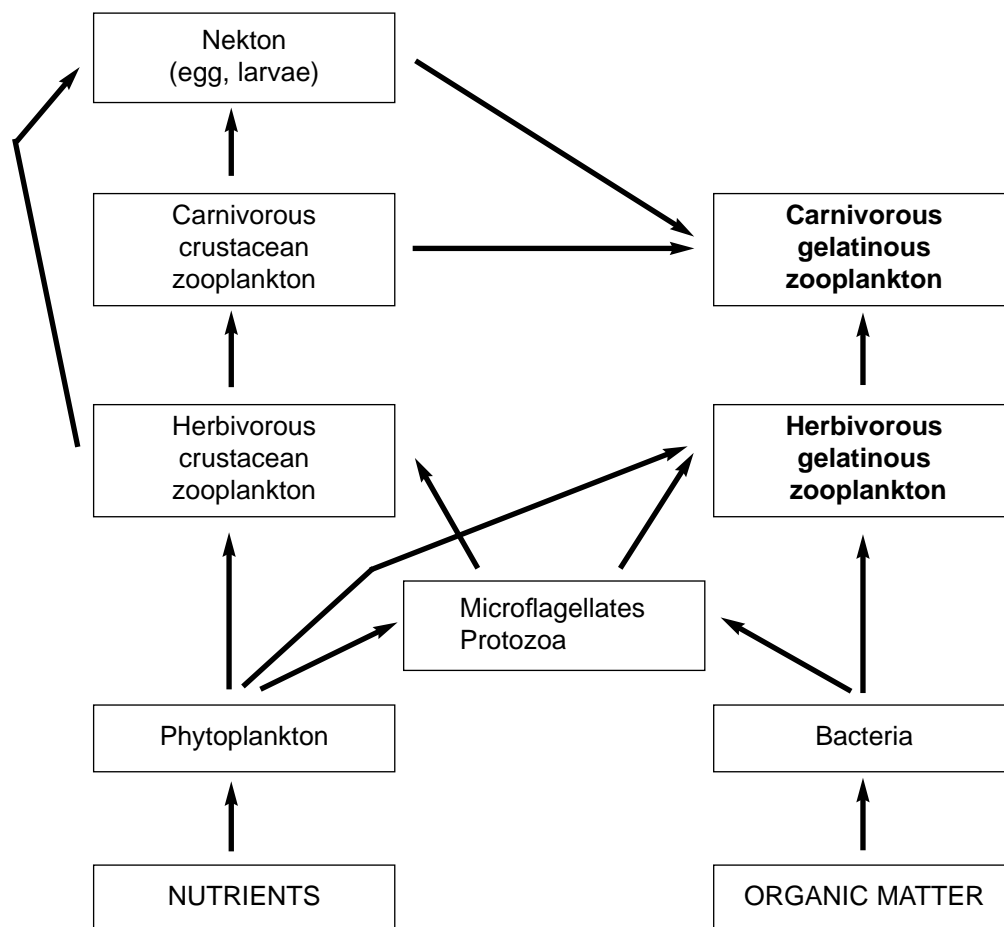 Nekton
(egg, larvae)
Carnivorous
crustacean
zooplankton
Carnivorous
gelatinous
zooplankton
Herbivorous
crustacean
zooplankton
Herbivorous
gelatinous
zooplankton
Microflagellates
Protozoa
Phytoplankton
Bacteria
NUTRIENTS
ORGANIC MATTER